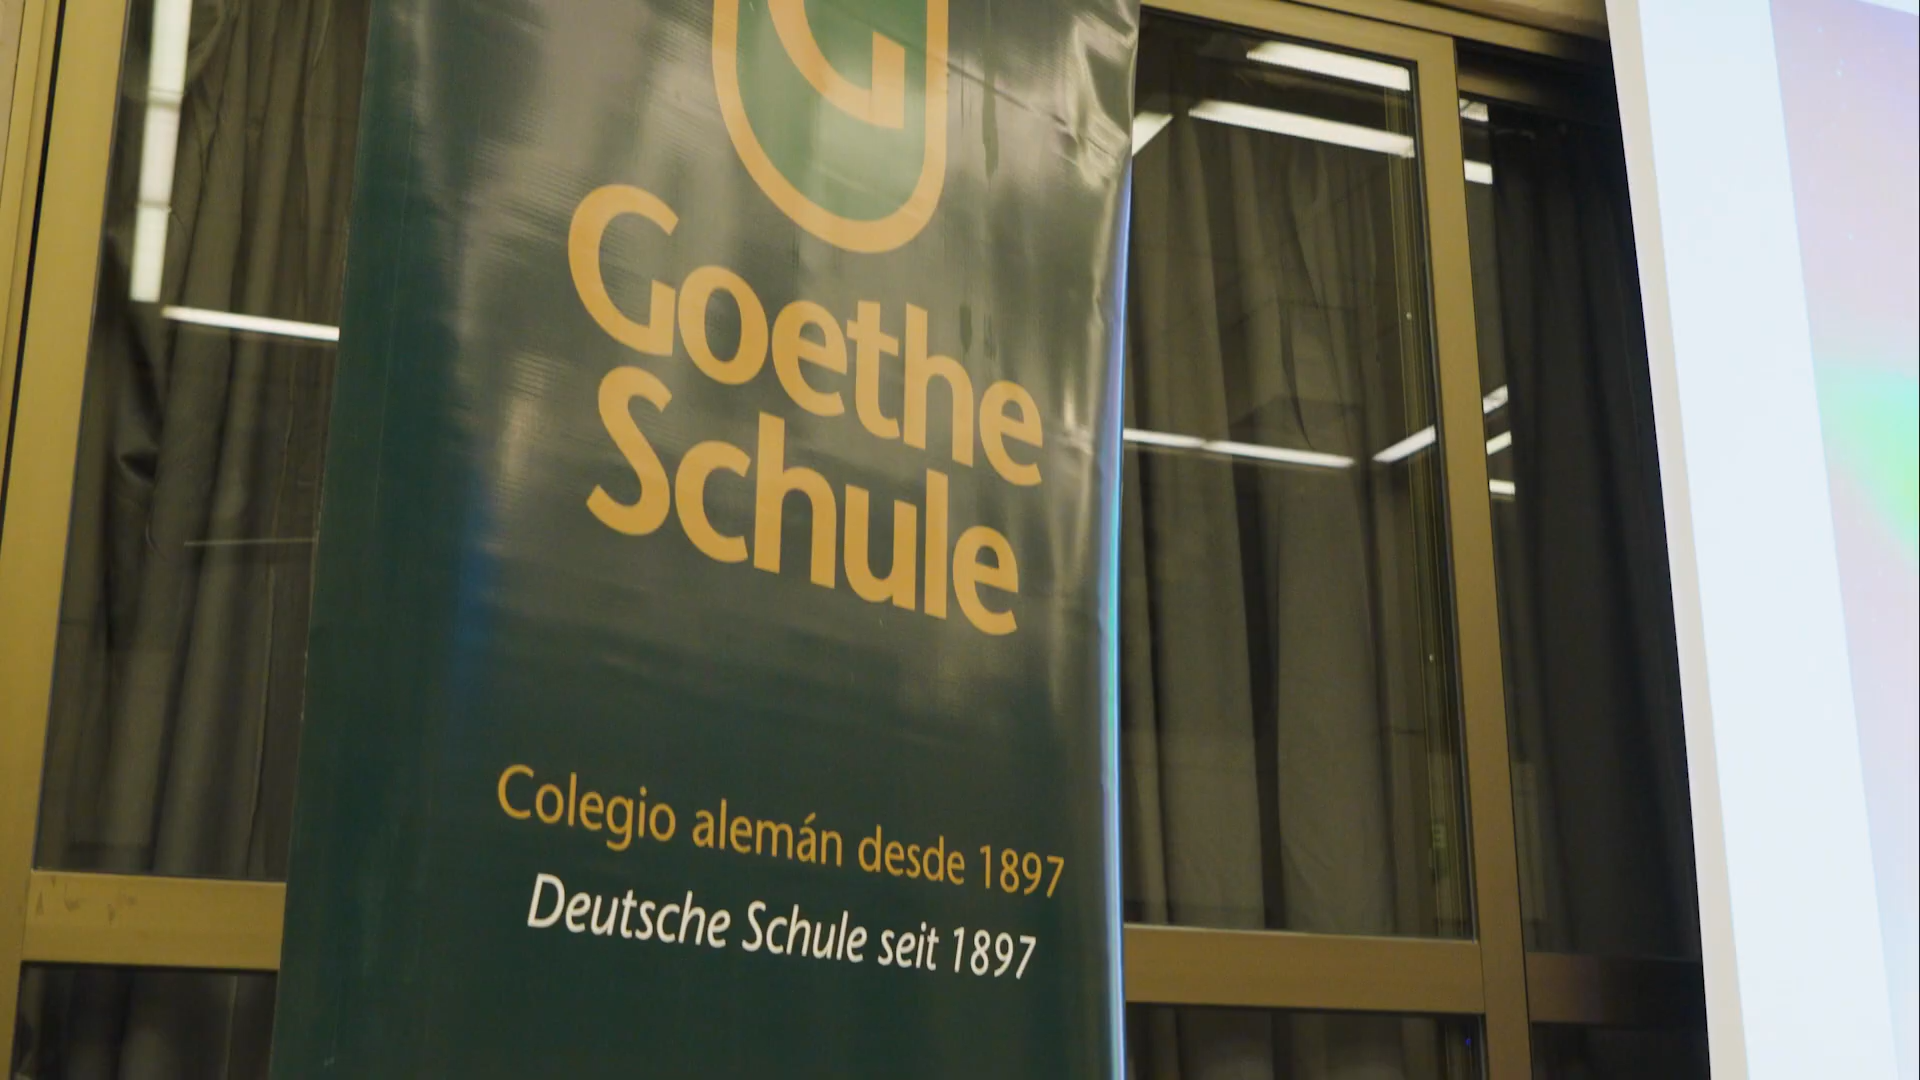 G
Goethe
Schule
Colegio alemán desde 1897
Deutsche Schule seit 1897